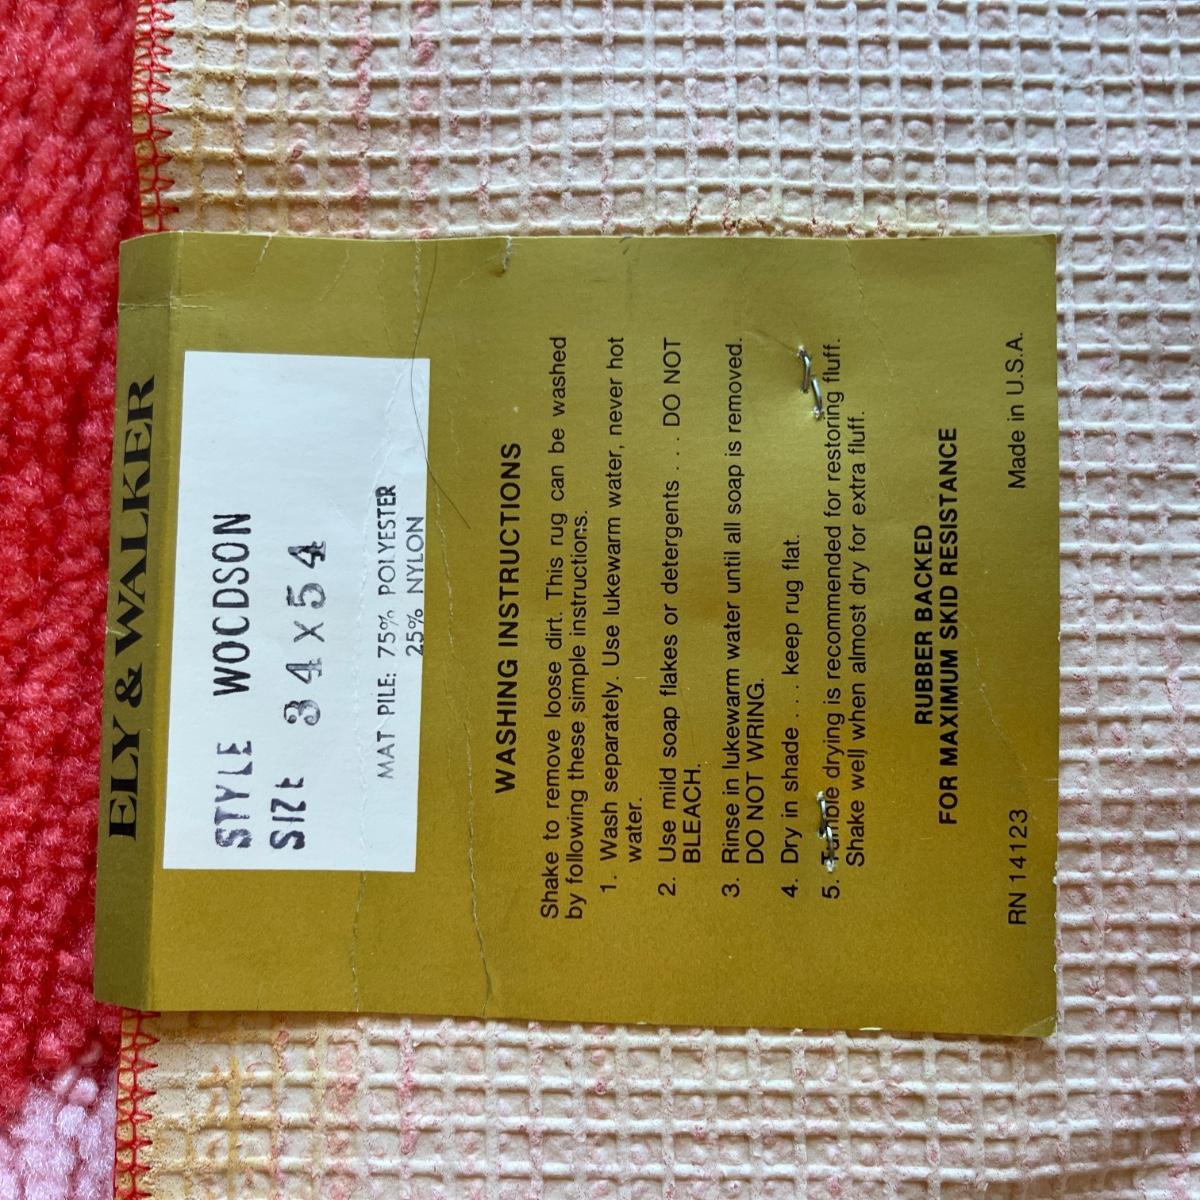 ELY & WALKER
STYLE WOCDSON
SIZE 34 X 54
MAT PILE: 75% POLYESTER
25% NYLON
WASHING INSTRUCTIONS
Shake to remove loose dirt. This rug can be washed
by following these simple instructions.
1. Wash separately. Use lukewarm water, never hot
water.
2. Use mild soap flakes or detergents . . . DO NOT
BLEACH.
3. Rinse in lukewarm water until all soap is removed.
DO NOT WRING.
4. Dry in shade . . . keep rug flat.
5. Tumble drying is recommended for restoring fluff.
Shake well when almost dry for extra fluff.
RUBBER BACKED
FOR MAXIMUM SKID RESISTANCE
RN 14123 Made in U.S.A.